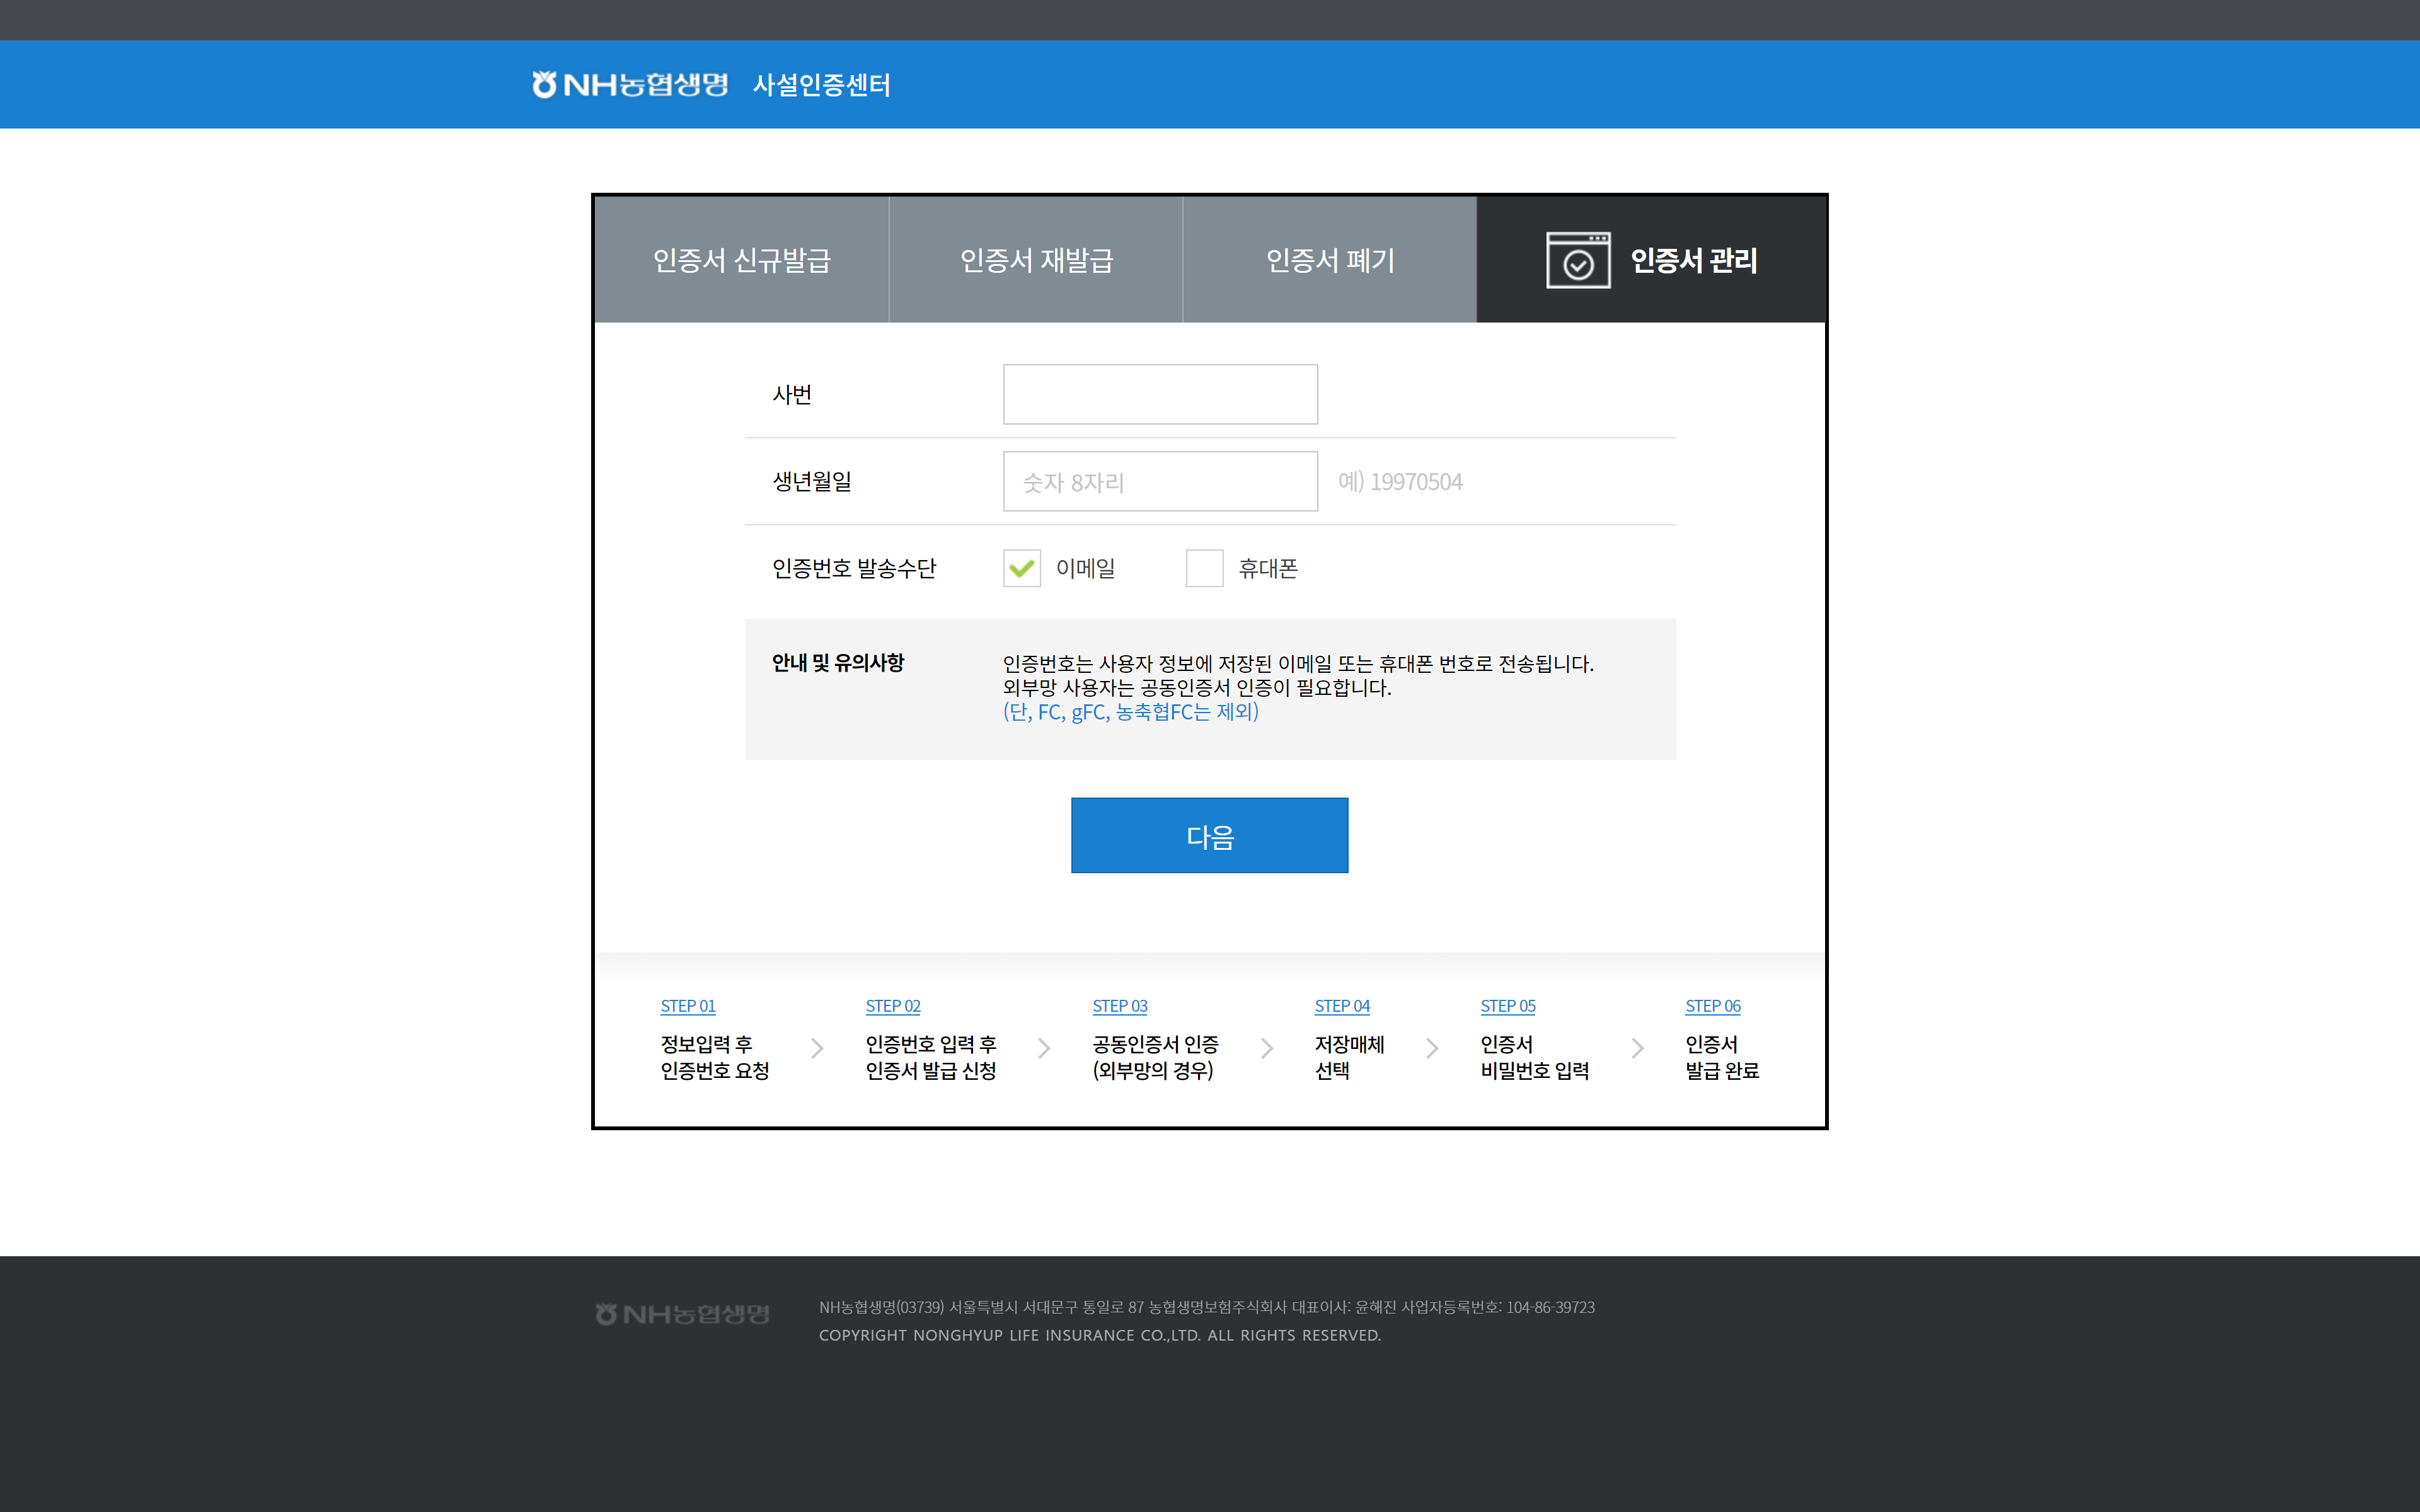 NH농협생명 사설인증센터
인증서 신규발급
인증서 재발급
인증서 폐기
인증서 관리
사번
생년월일
숫자 8자리
예) 19970504
인증번호 발송수단
이메일
휴대폰
안내 및 유의사항
인증번호는 사용자 정보에 저장된 이메일 또는 휴대폰 번호로 전송됩니다.
외부망 사용자는 공동인증서 인증이 필요합니다.
(단, FC, gFC, 농축협FC는 제외)
다음
STEP 01
정보입력 후
인증번호 요청
STEP 02
인증번호 입력 후
인증서 발급 신청
STEP 03
공동인증서 인증
(외부망의 경우)
STEP 04
저장매체
선택
STEP 05
인증서
비밀번호 입력
STEP 06
인증서
발급 완료
NH농협생명
NH농협생명(03739) 서울특별시 서대문구 통일로 87 농협생명보험주식회사 대표이사: 윤해진 사업자등록번호: 104-86-39723
COPYRIGHT NONGHYUP LIFE INSURANCE CO.,LTD. ALL RIGHTS RESERVED.